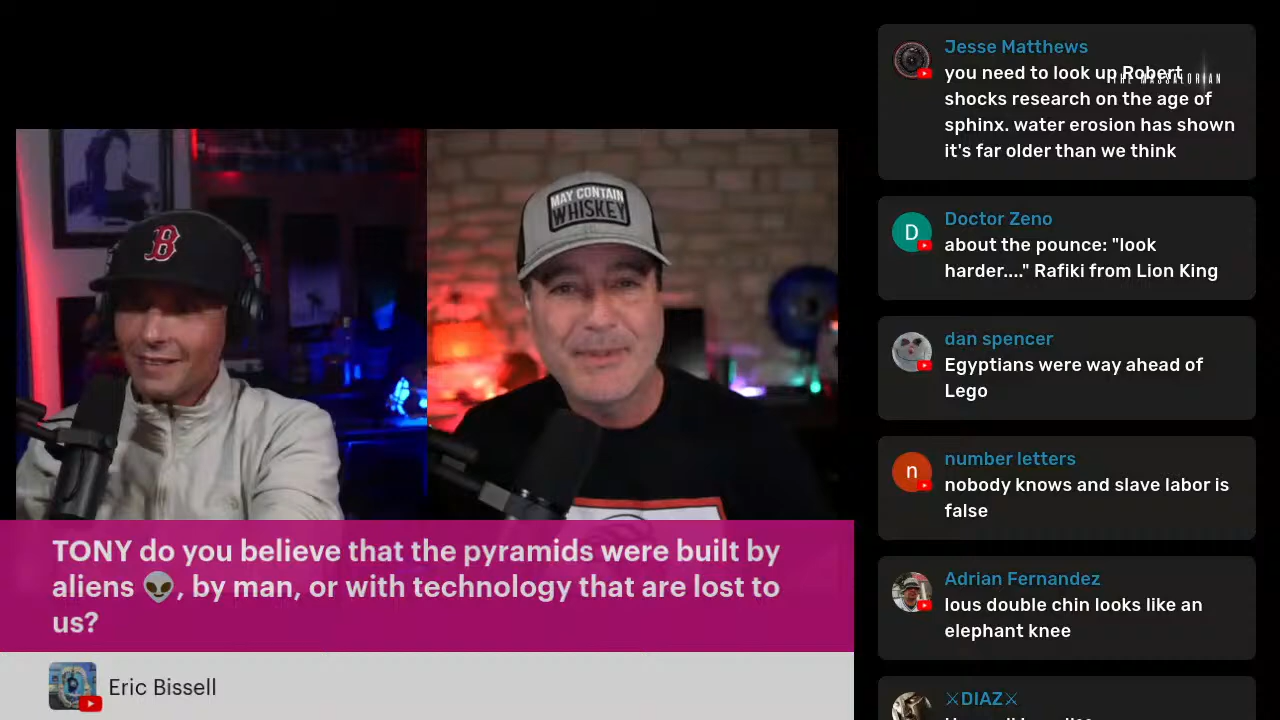 B
MAY CONTAIN
WHISKEY
TONY do you believe that the pyramids were built by
aliens 👽, by man, or with technology that are lost to
us?
Eric Bissell
Jesse Matthews
you need to look up Robert
shocks research on the age of
sphinx. water erosion has shown
it's far older than we think
THE MASSALORIAN
D
Doctor Zeno
about the pounce: "look
harder...." Rafiki from Lion King
dan spencer
Egyptians were way ahead of
Lego
n
number letters
nobody knows and slave labor is
false
Adrian Fernandez
lous double chin looks like an
elephant knee
⚔DIAZ⚔